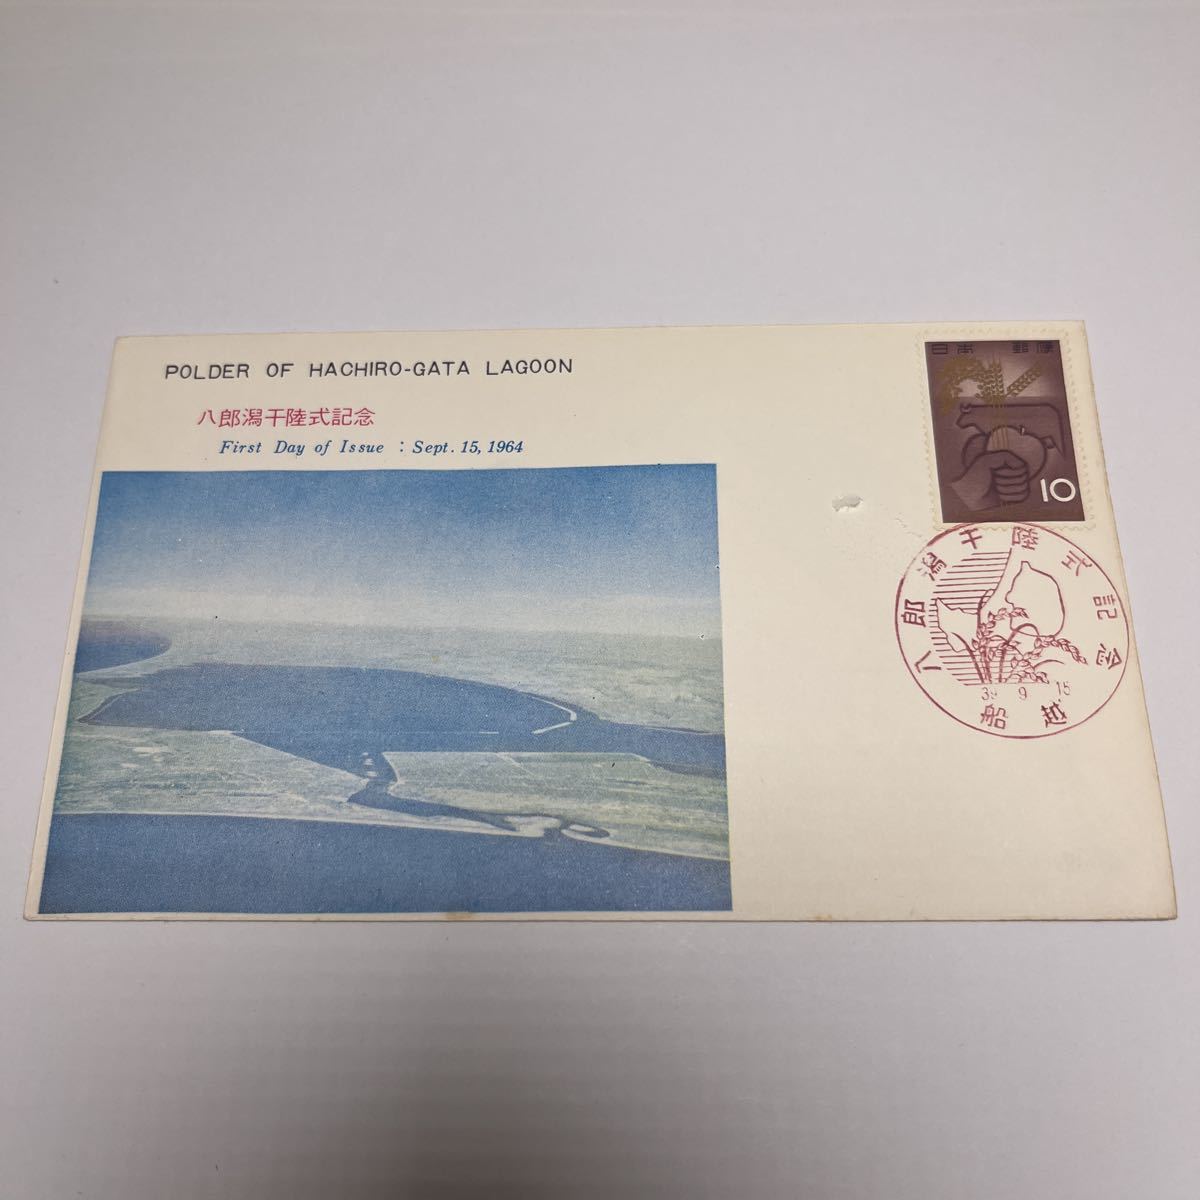 POLDER OF HACHIRO-GATA LAGOON
八郎潟干陸式記念
First Day of Issue : Sept. 15, 1964
日本 郵便
10
八郎潟干陸式記念
39 9 15
船越